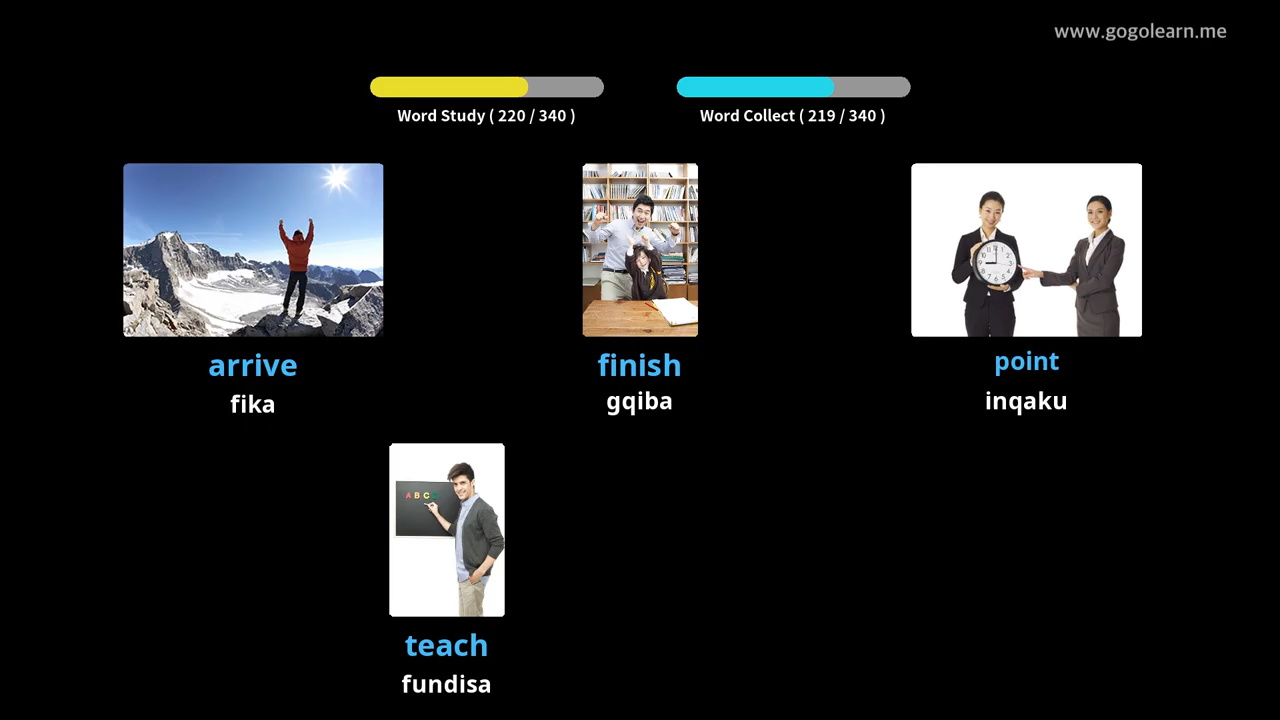 www.gogolearn.me
Word Study ( 220 / 340 )
Word Collect ( 219 / 340 )
arrive
fika
finish
gqiba
point
inqaku
A B C
teach
fundisa